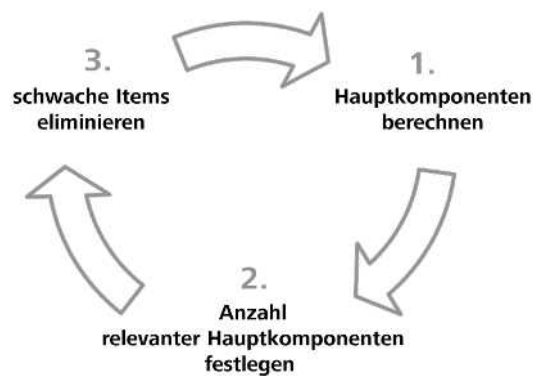 3.
schwache Items
eliminieren
1.
Hauptkomponenten
berechnen
2.
Anzahl
relevanter Hauptkomponenten
festlegen